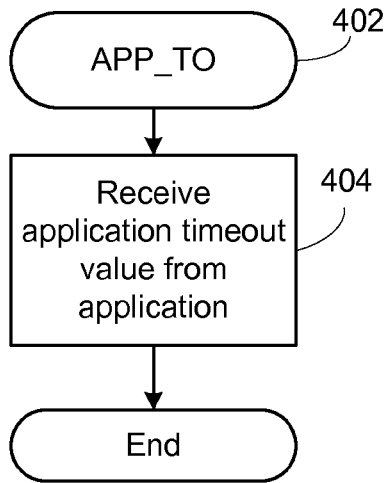 402
APP_TO
404
Receive
application timeout
value from
application
End